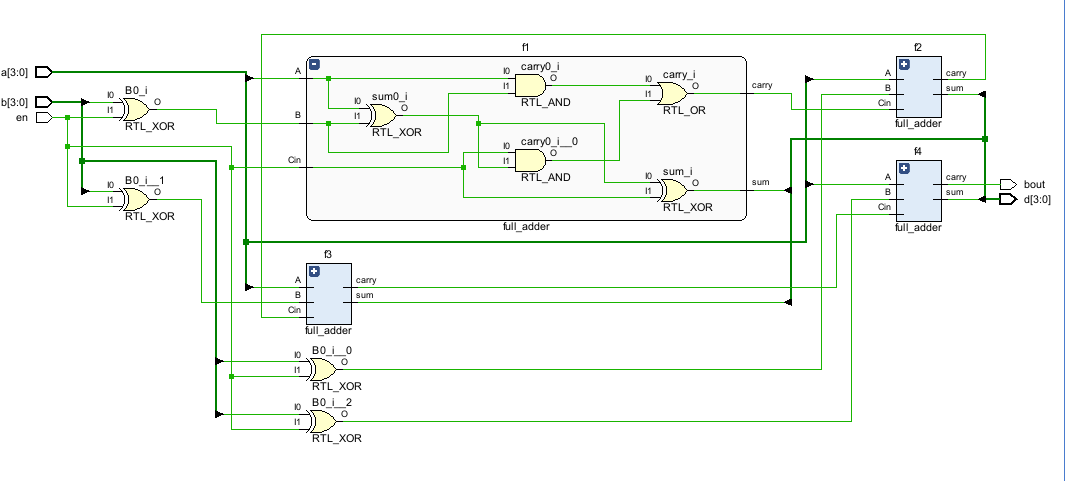 f1
f2
a[3:0]
b[3:0]
en
B0_i
I0
I1
O
RTL_XOR
B0_i__1
I0
I1
O
RTL_XOR
A
B
Cin
sum0_i
I0
I1
O
RTL_XOR
carry0_i
I0
I1
O
RTL_AND
carry0_i__0
I0
I1
O
RTL_AND
carry_i
I0
I1
O
RTL_OR
sum_i
I0
I1
O
RTL_XOR
carry
sum
full_adder
A
B
Cin
carry
sum
full_adder
f4
A
B
Cin
carry
sum
full_adder
bout
d[3:0]
f3
A
B
Cin
carry
sum
full_adder
B0_i__0
I0
I1
O
RTL_XOR
B0_i__2
I0
I1
O
RTL_XOR